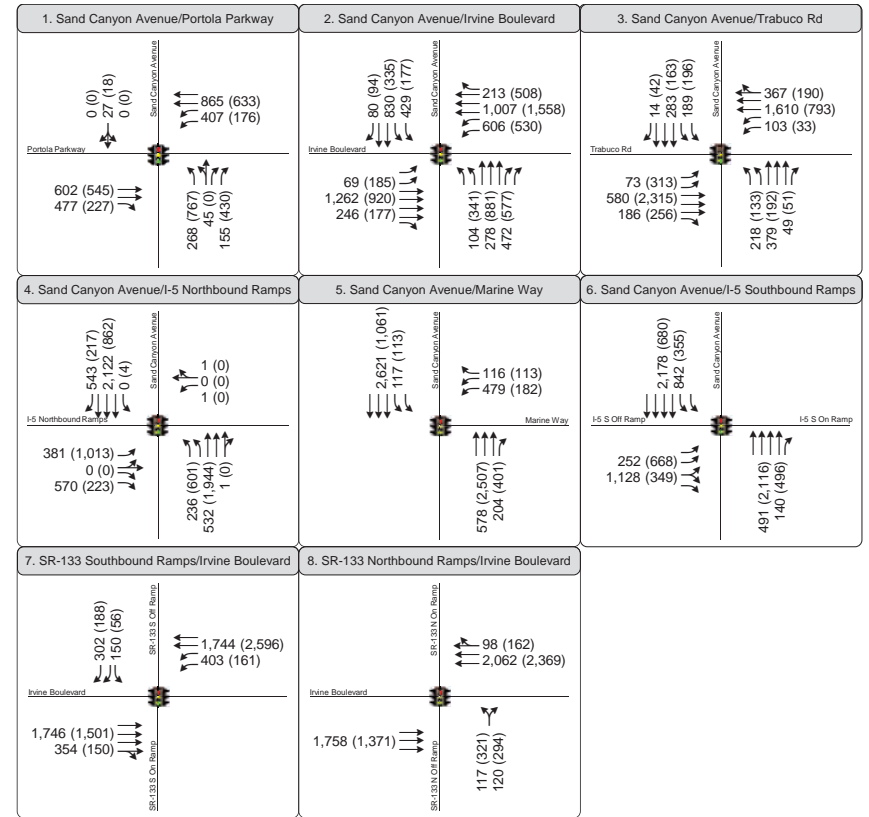 1. Sand Canyon Avenue/Portola Parkway
0 (0)
27 (18)
0 (0)
Sand Canyon Avenue
865 (633)
407 (176)
Portola Parkway
602 (545)
477 (227)
268 (767)
45 (0)
155 (430)
2. Sand Canyon Avenue/Irvine Boulevard
80 (94)
830 (335)
429 (177)
Sand Canyon Avenue
213 (508)
1,007 (1,558)
606 (530)
Irvine Boulevard
69 (185)
1,262 (920)
246 (177)
104 (341)
278 (881)
472 (577)
3. Sand Canyon Avenue/Trabuco Rd
14 (42)
283 (163)
189 (196)
Sand Canyon Avenue
367 (190)
1,610 (793)
103 (33)
Trabuco Rd
73 (313)
580 (2,315)
186 (256)
218 (133)
379 (192)
49 (51)
4. Sand Canyon Avenue/I-5 Northbound Ramps
543 (217)
2,122 (862)
0 (4)
Sand Canyon Avenue
1 (0)
0 (0)
1 (0)
I-5 Northbound Ramps
381 (1,013)
0 (0)
570 (223)
236 (601)
532 (1,944)
1 (0)
5. Sand Canyon Avenue/Marine Way
2,621 (1,061)
117 (113)
Sand Canyon Avenue
116 (113)
479 (182)
Marine Way
578 (2,507)
204 (401)
6. Sand Canyon Avenue/I-5 Southbound Ramps
2,178 (680)
842 (355)
Sand Canyon Avenue
I-5 S Off Ramp
I-5 S On Ramp
252 (668)
1,128 (349)
491 (2,116)
140 (496)
7. SR-133 Southbound Ramps/Irvine Boulevard
302 (188)
150 (56)
SR-133 S Off Ramp
1,744 (2,596)
403 (161)
Irvine Boulevard
1,746 (1,501)
354 (150)
SR-133 S On Ramp
8. SR-133 Northbound Ramps/Irvine Boulevard
SR-133 N On Ramp
98 (162)
2,062 (2,369)
Irvine Boulevard
1,758 (1,371)
SR-133 N Off Ramp
117 (321)
120 (294)